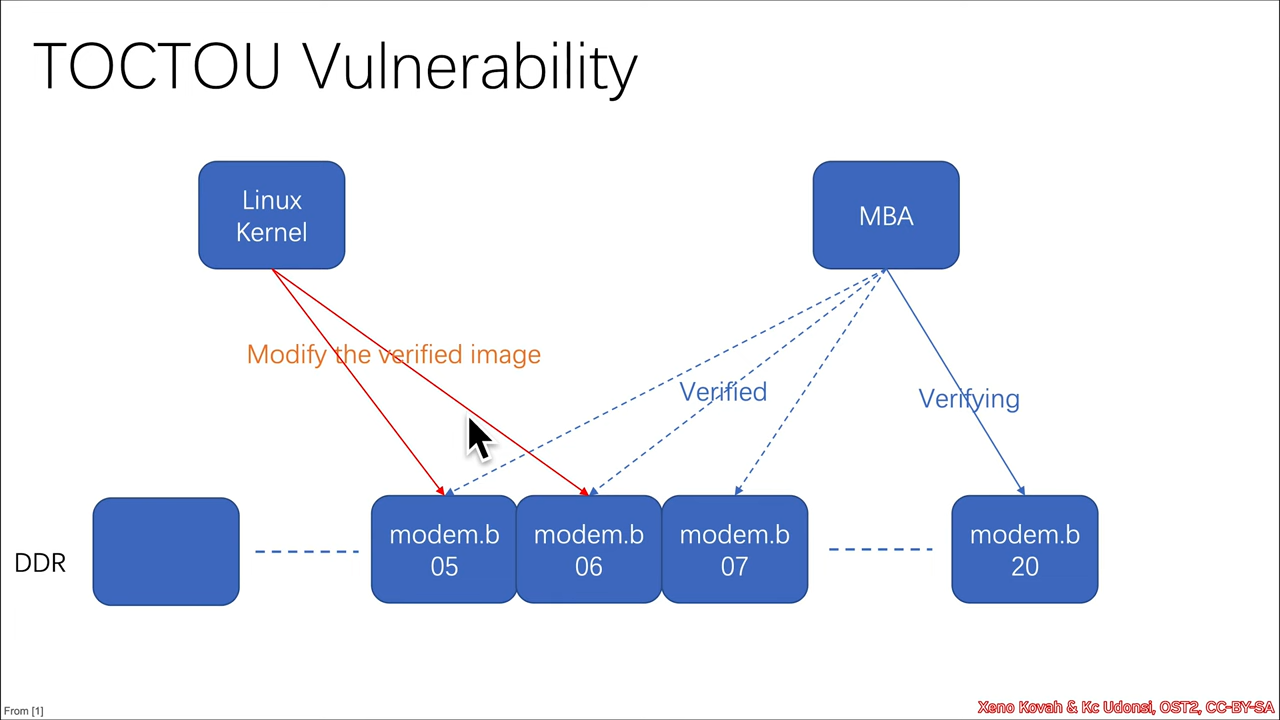 TOCTOU Vulnerability
Linux
Kernel
MBA
Modify the verified image
Verified
Verifying
DDR
modem.b
05
modem.b
06
modem.b
07
modem.b
20
From [1]
Xeno Kovah & Kc Udonsi, OST2, CC-BY-SA